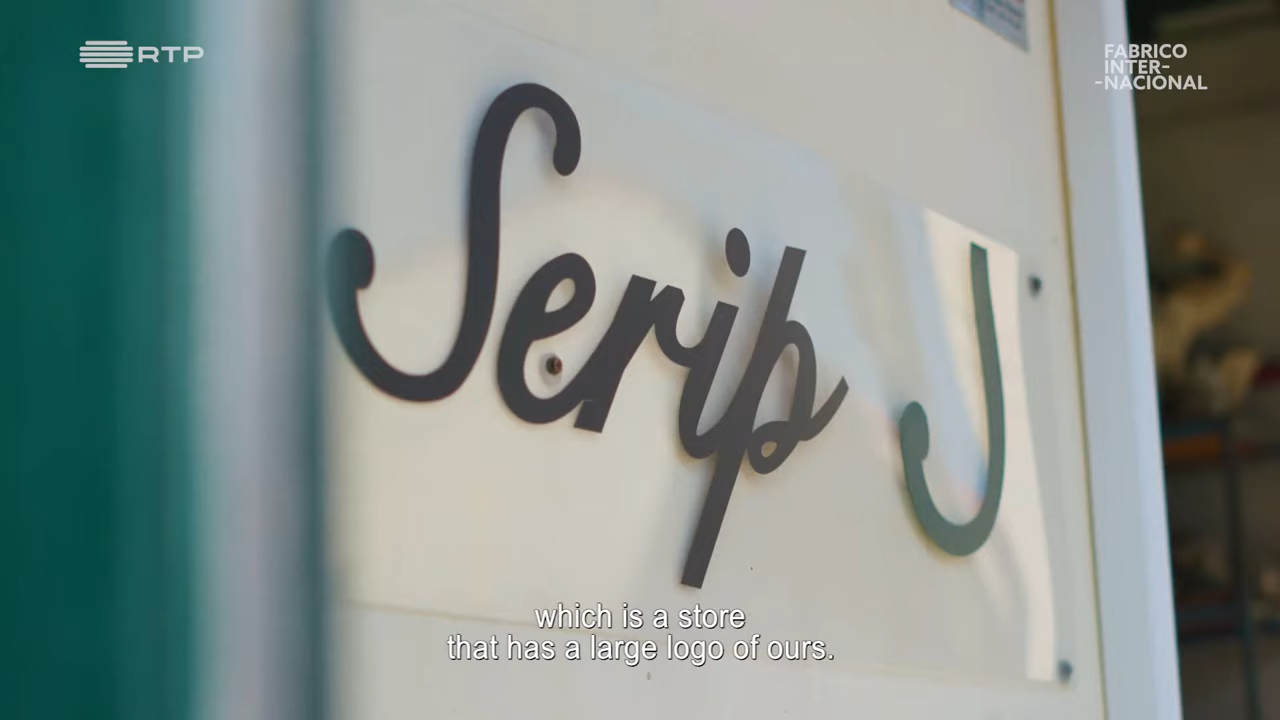 RTP
FABRICO
INTER-
-NACIONAL
Serip J
which is a store
that has a large logo of ours.